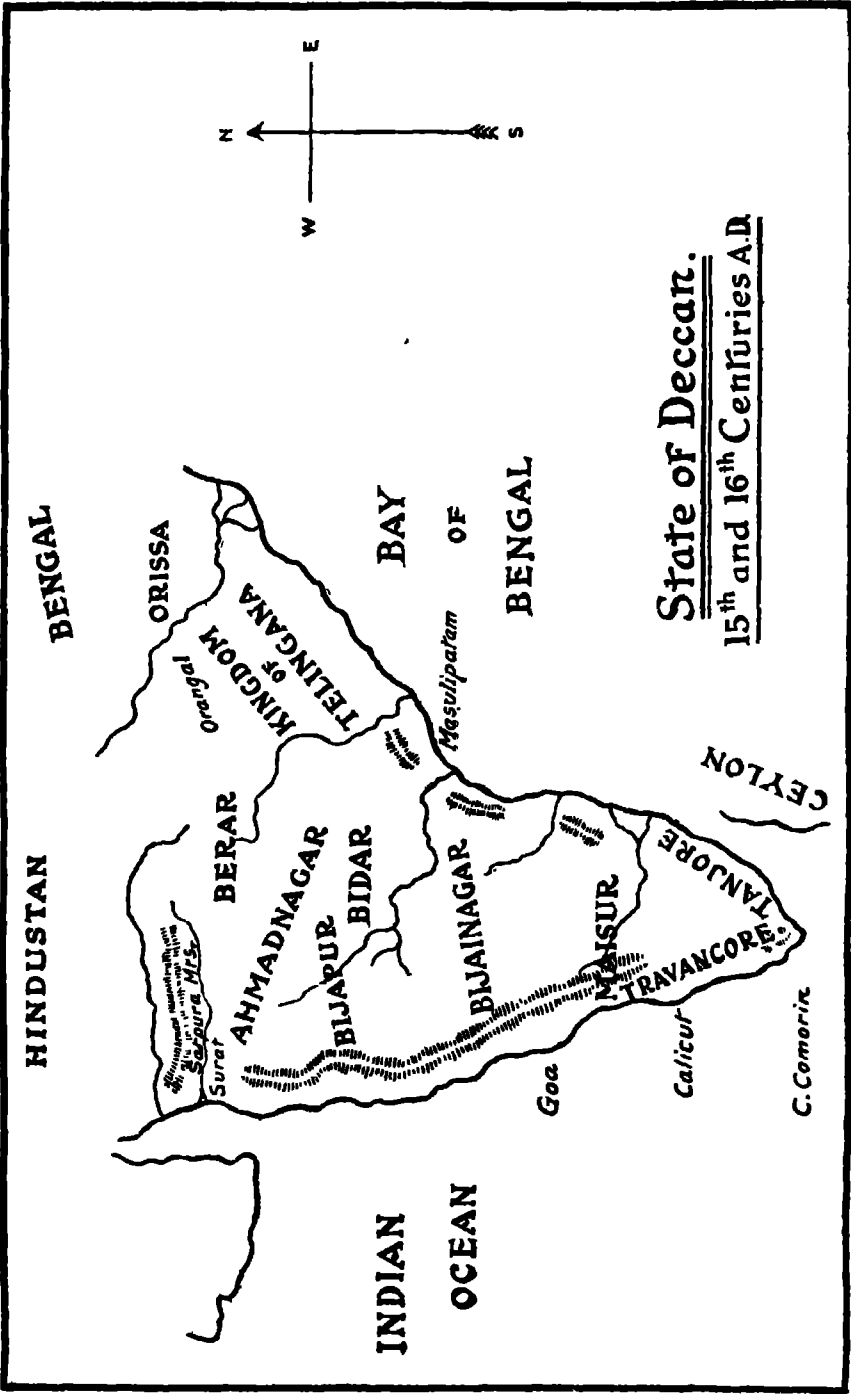 HINDUSTAN
BENGAL
ORISSA
N
W
E
S
Satpura Mts.
Surat
BERAR
Orangal
KINGDOM
OF
TELINGANA
AHMADNAGAR
BIJAPUR
BIDAR
BAY
OF
BENGAL
Masulipatam
INDIAN
OCEAN
BIJAINAGAR
Goa
MAISUR
Calicut
TRAVANCORE
TANJORE
CEYLON
C. Comorin
State of Deccan.
15th and 16th Centuries A.D.